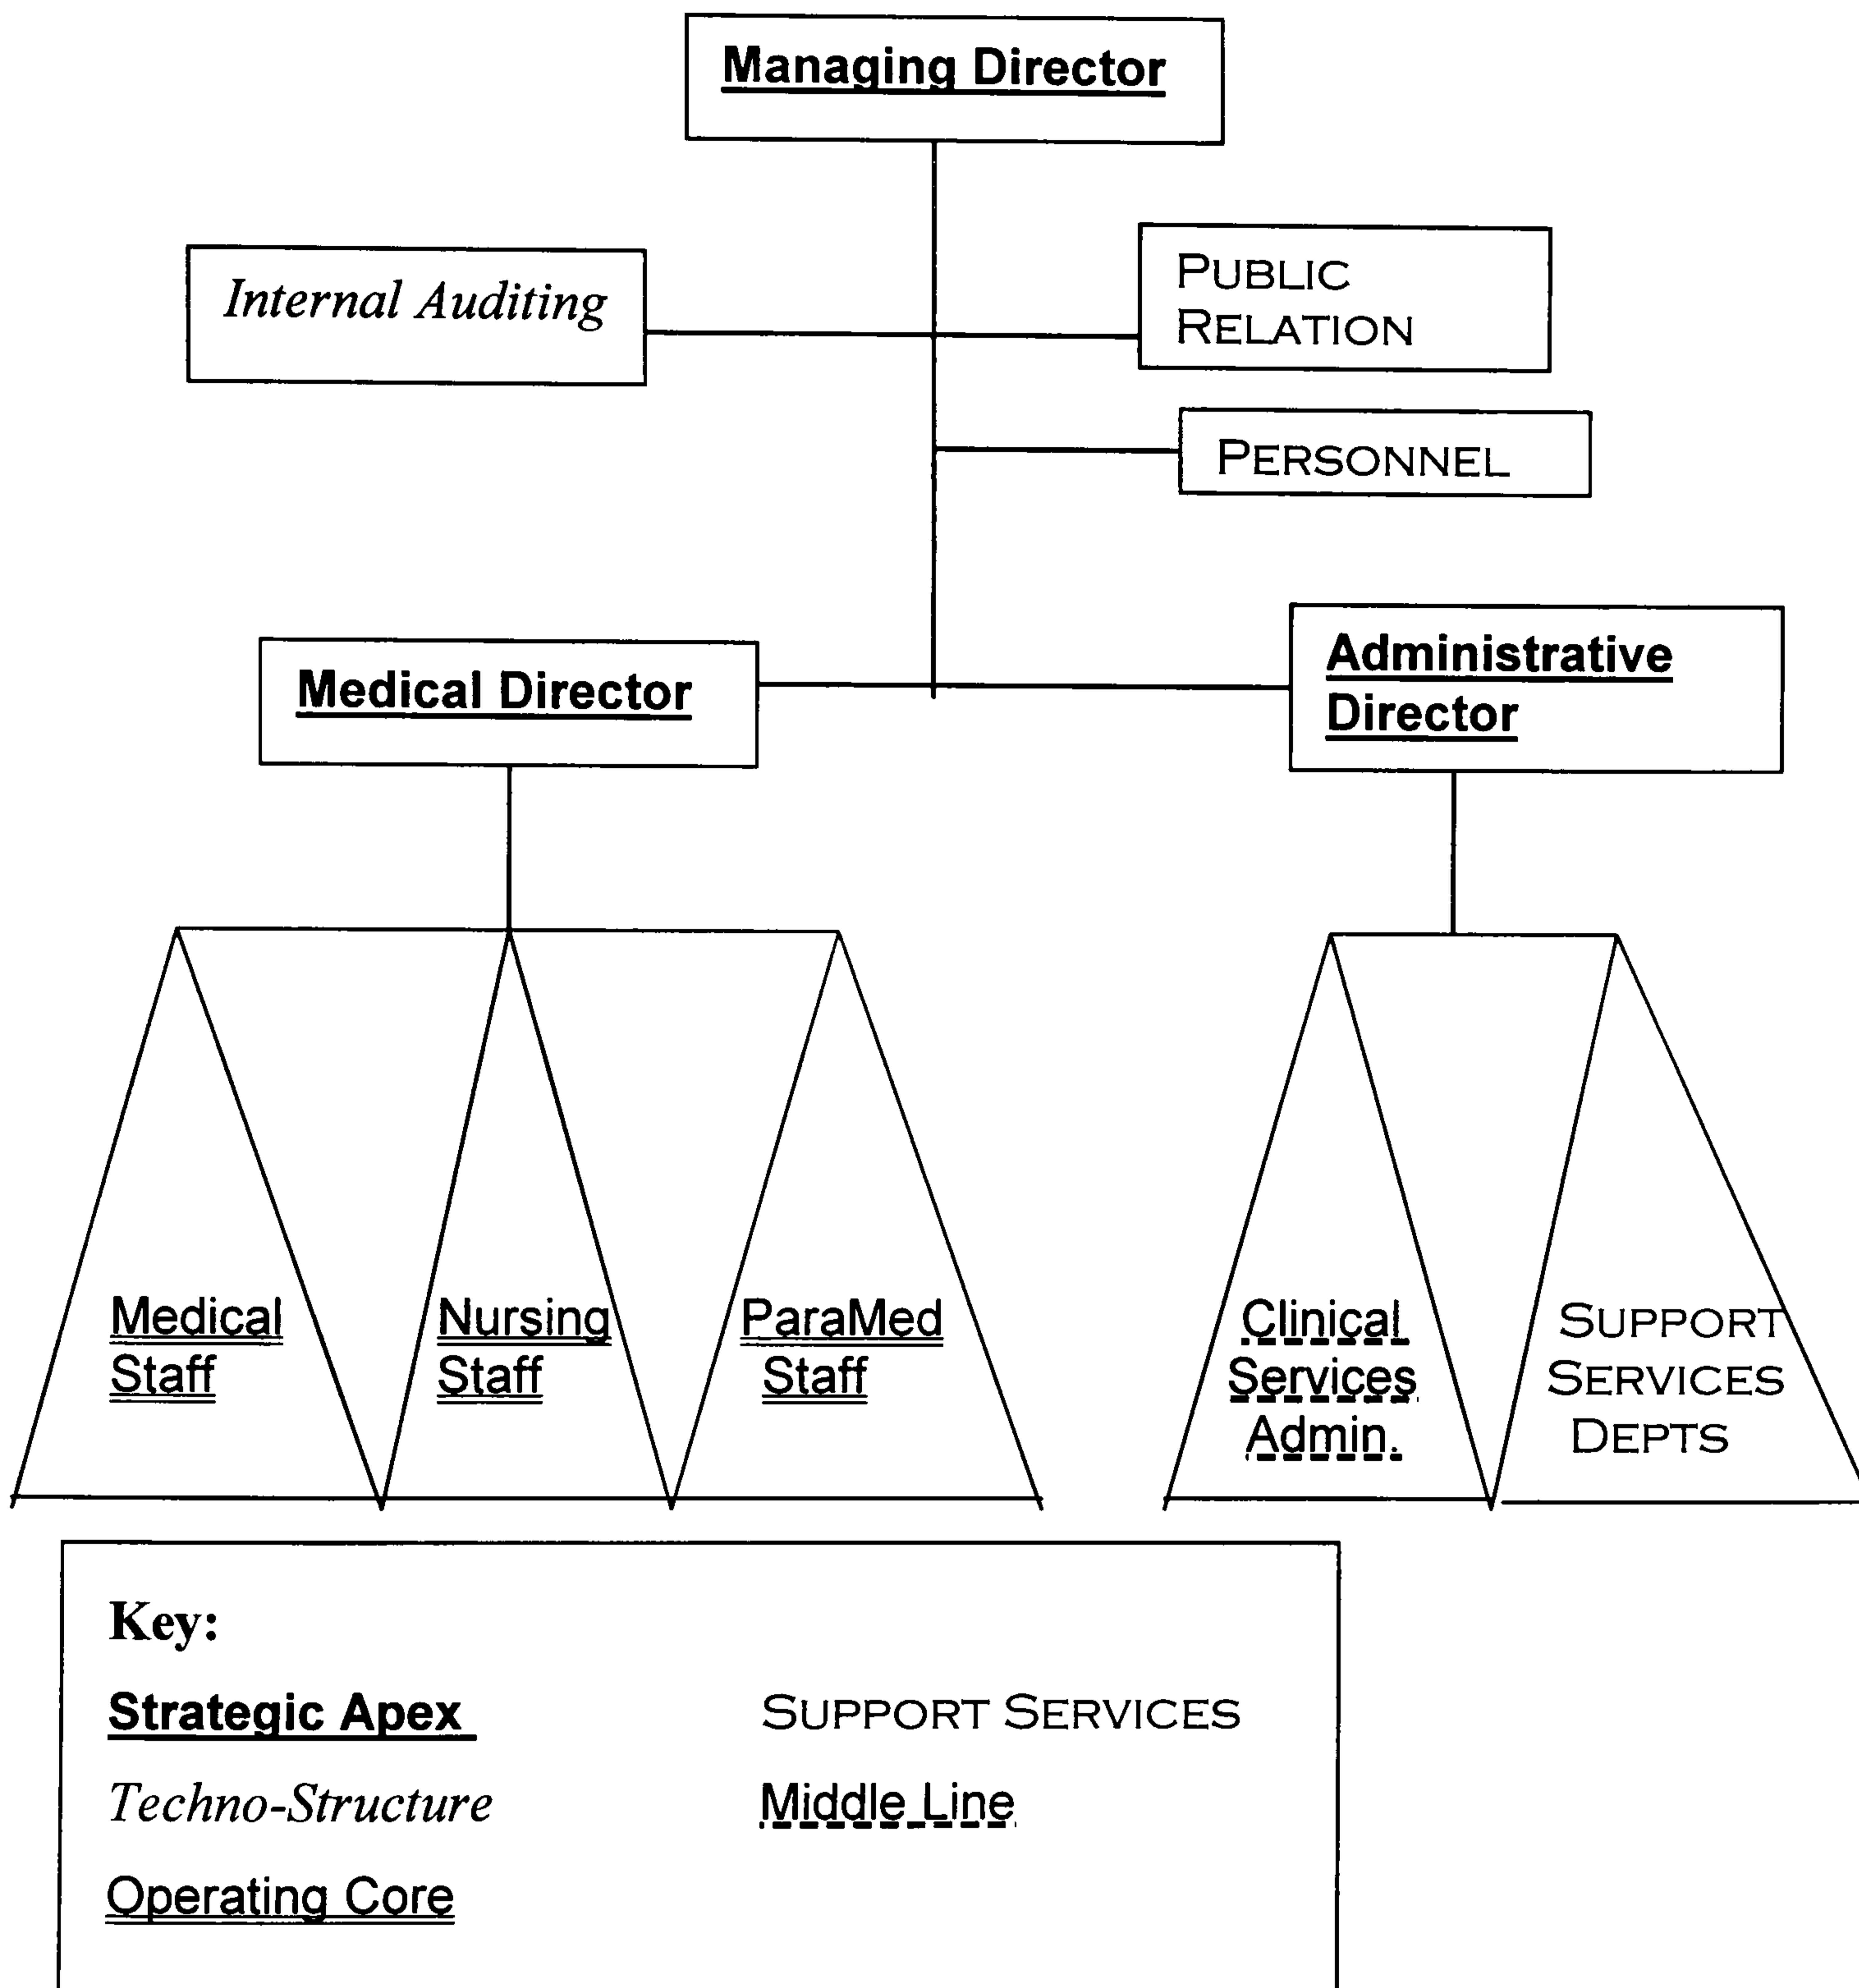 Managing Director
Internal Auditing
PUBLIC
RELATION
PERSONNEL
Medical Director
Administrative
Director
Medical
Staff
Nursing
Staff
ParaMed
Staff
Clinical
Services
Admin.
SUPPORT
SERVICES
DEPTS
Key:
Strategic Apex
SUPPORT SERVICES
Techno-Structure
Middle Line
Operating Core